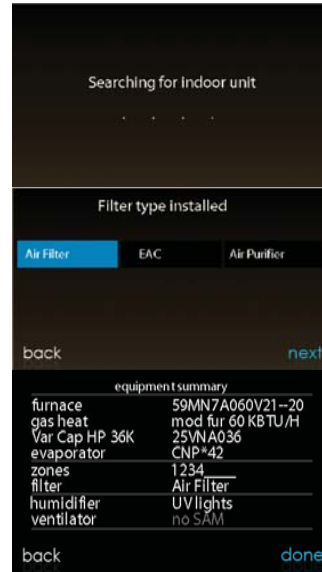 Searching for indoor unit
. . . .
Filter type installed
Air Filter EAC Air Purifier
back next
equipment summary
furnace 59MN7A060V21--20
gas heat mod fur 60 KBTU/H
Var Cap HP 36K 25VNA036
evaporator CNP*42
zones 1234____
filter Air Filter
humidifier UV lights
ventilator no SAM
back done